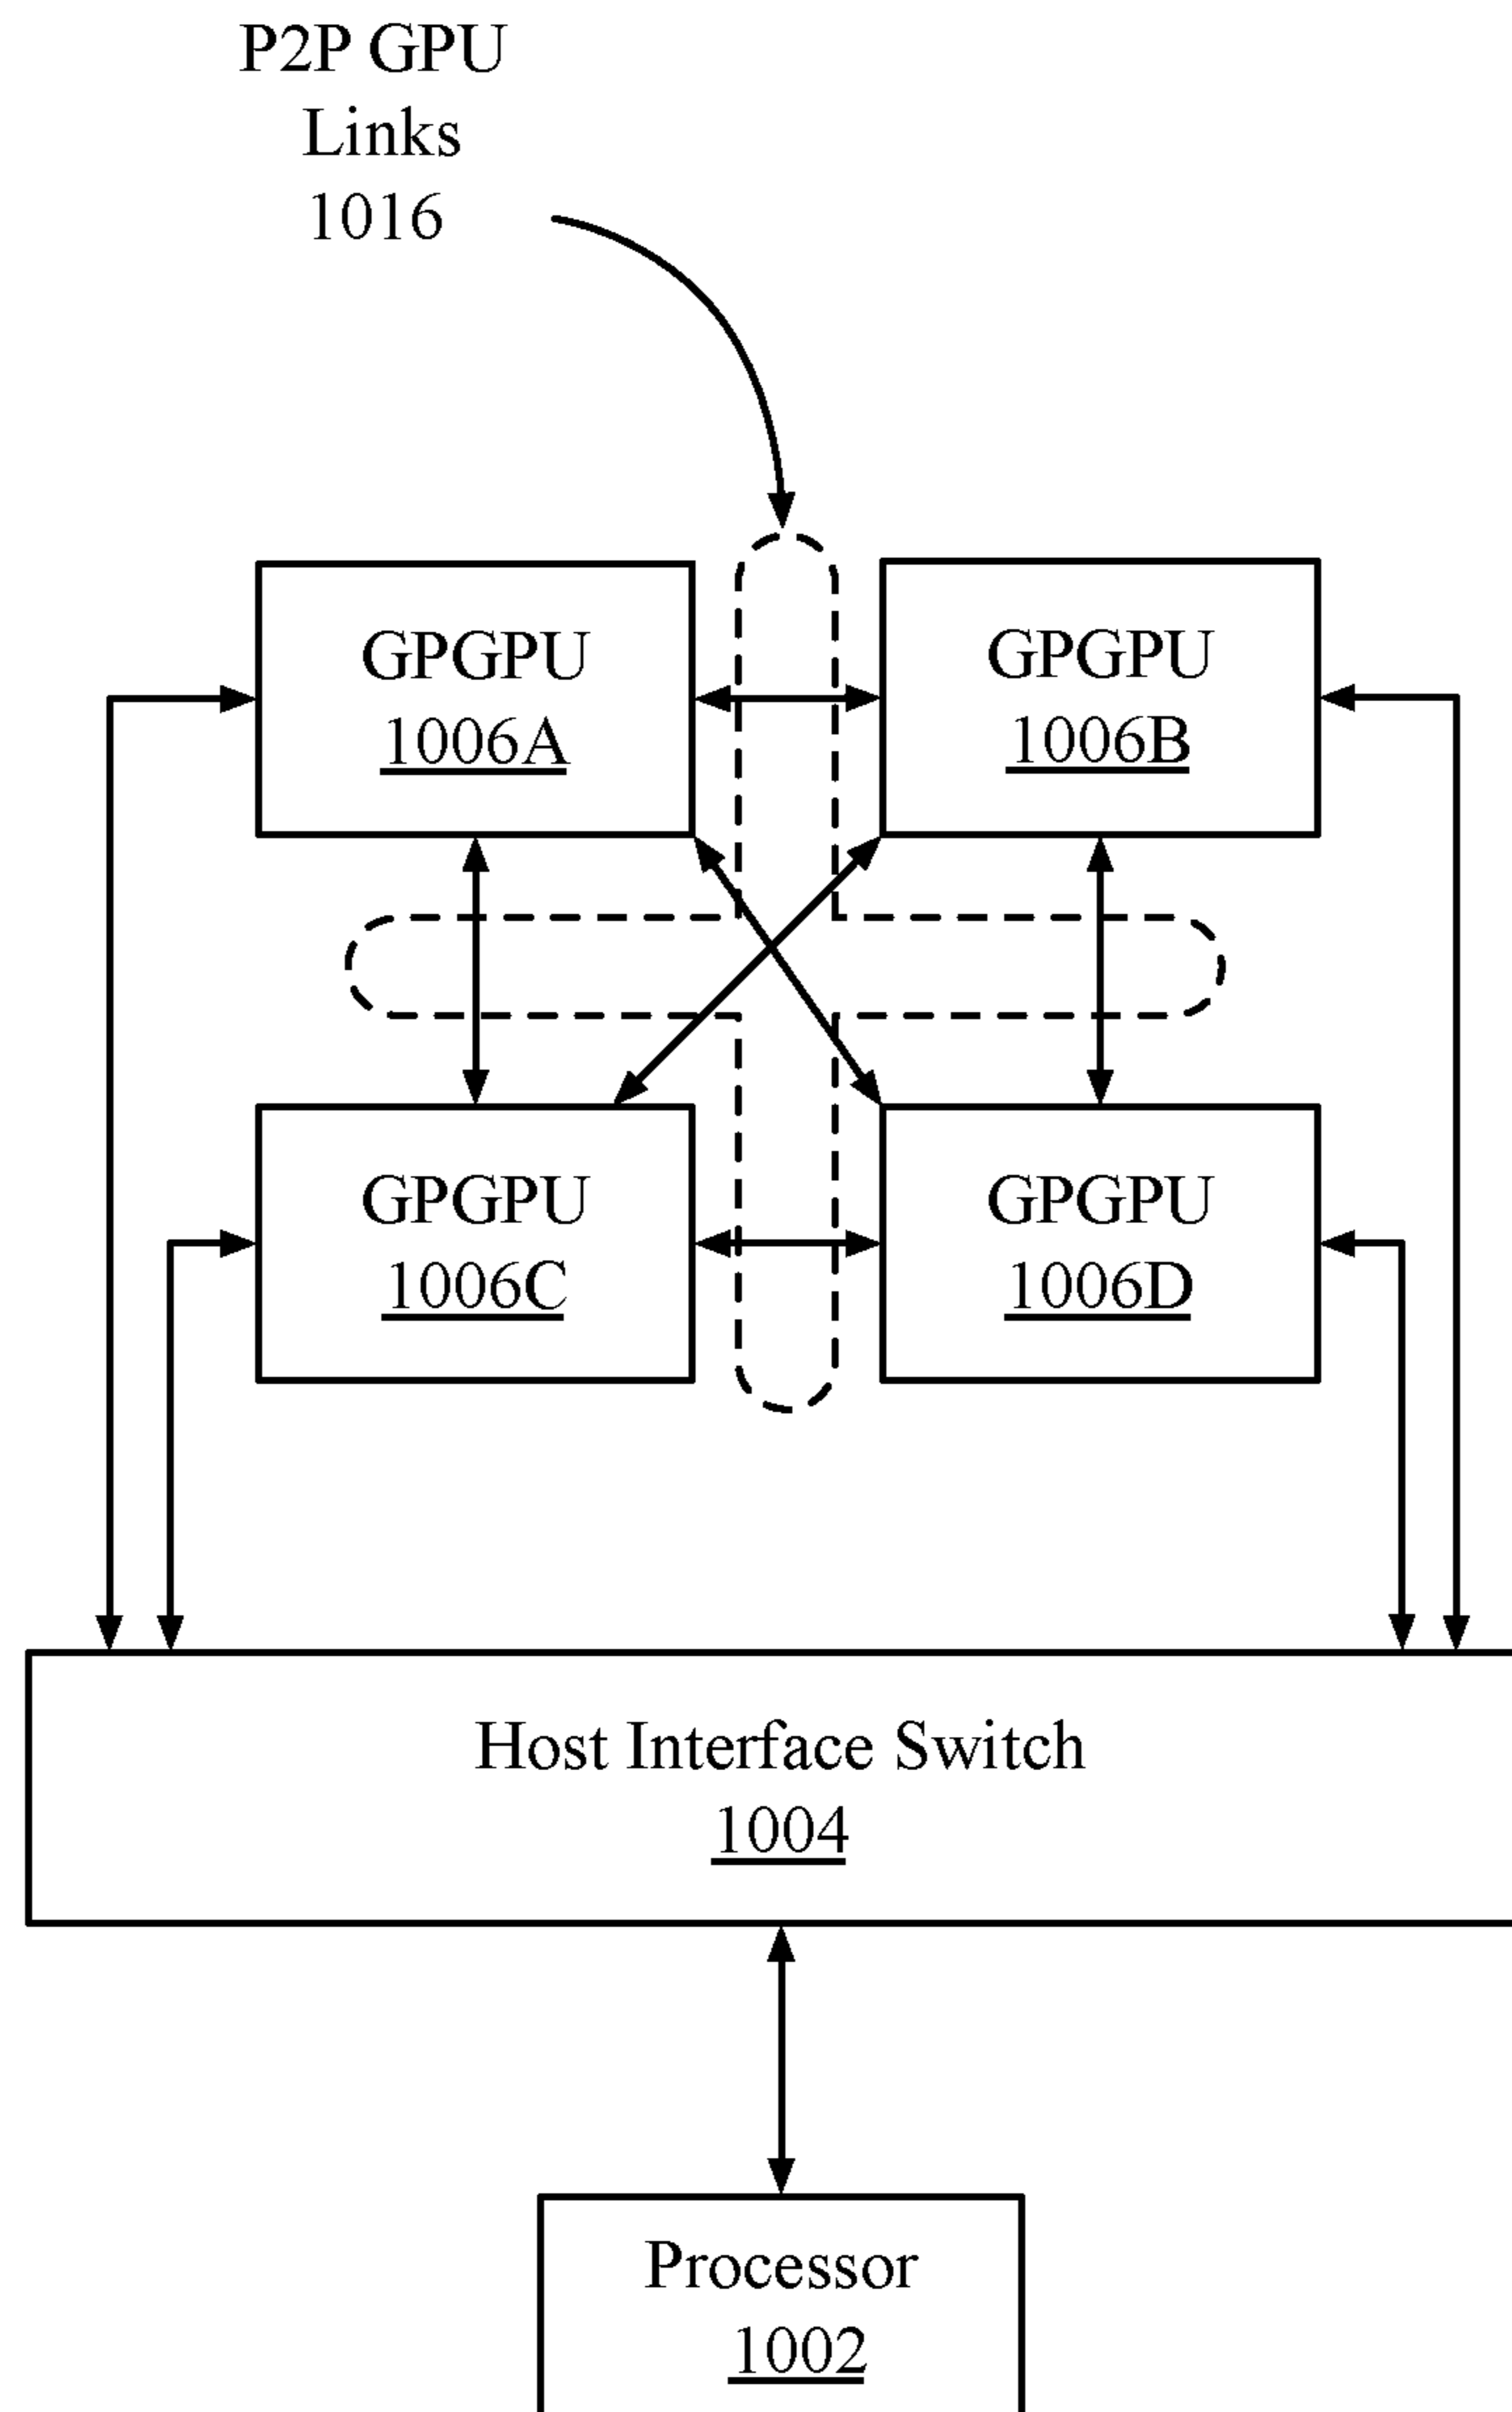 P2P GPU
Links
1016
GPGPU
1006A
GPGPU
1006B
GPGPU
1006C
GPGPU
1006D
Host Interface Switch
1004
Processor
1002